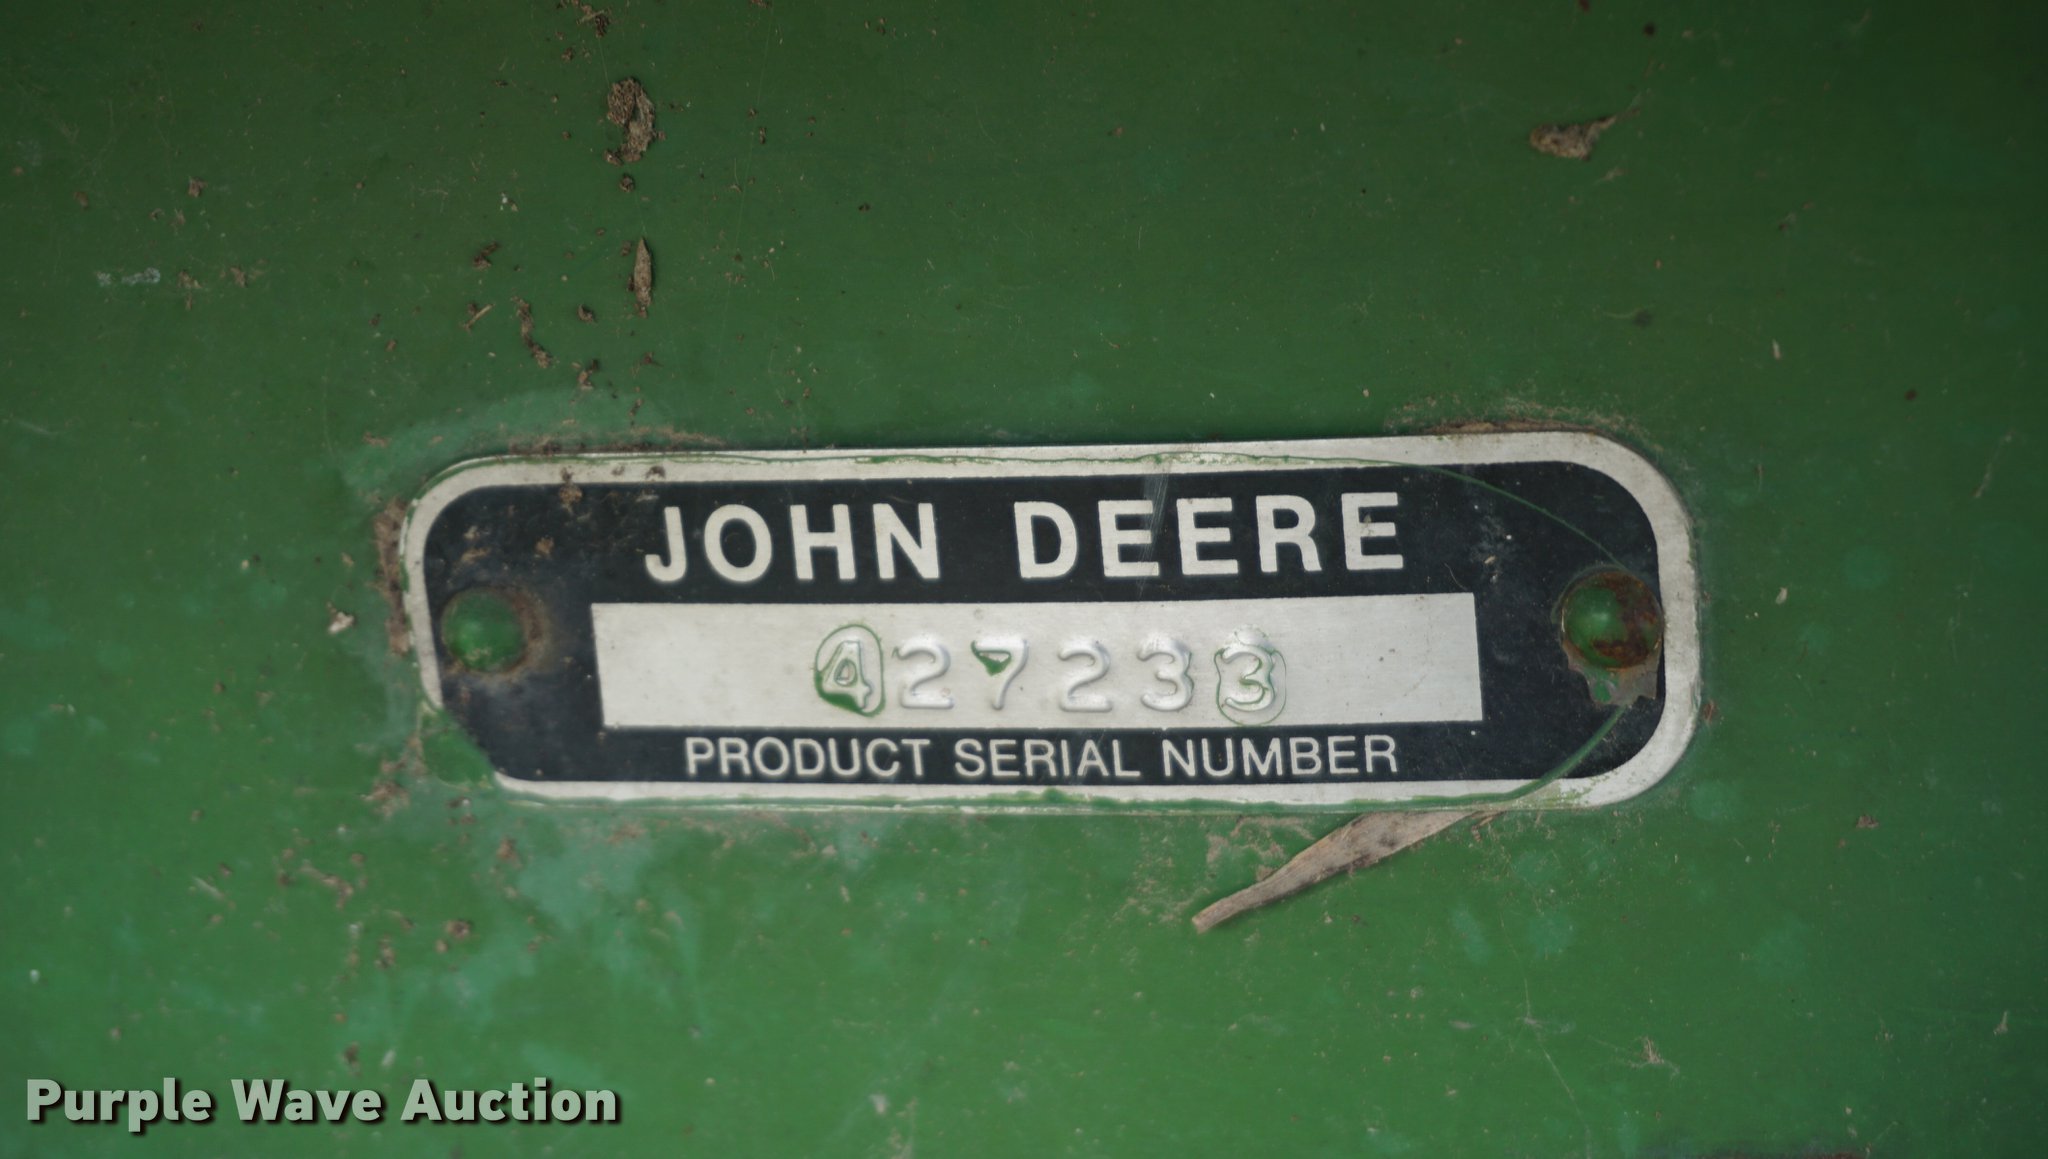 JOHN DEERE
427233
PRODUCT SERIAL NUMBER
Purple Wave Auction